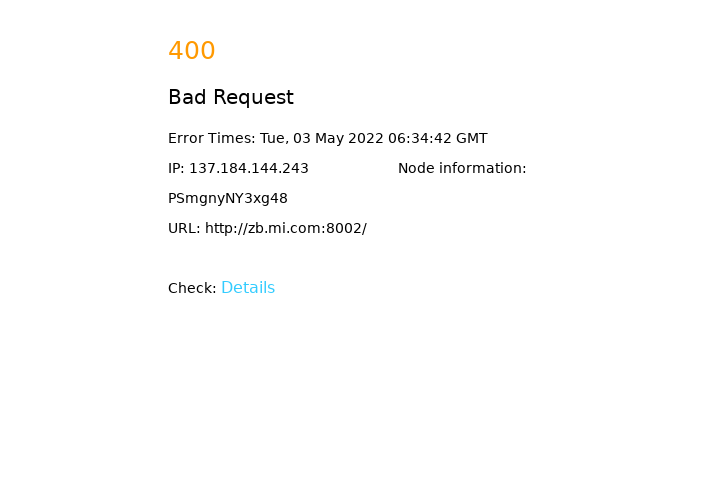 400
Bad Request
Error Times: Tue, 03 May 2022 06:34:42 GMT
IP: 137.184.144.243 Node information:
PSmgnyNY3xg48
URL: http://zb.mi.com:8002/
Check: Details